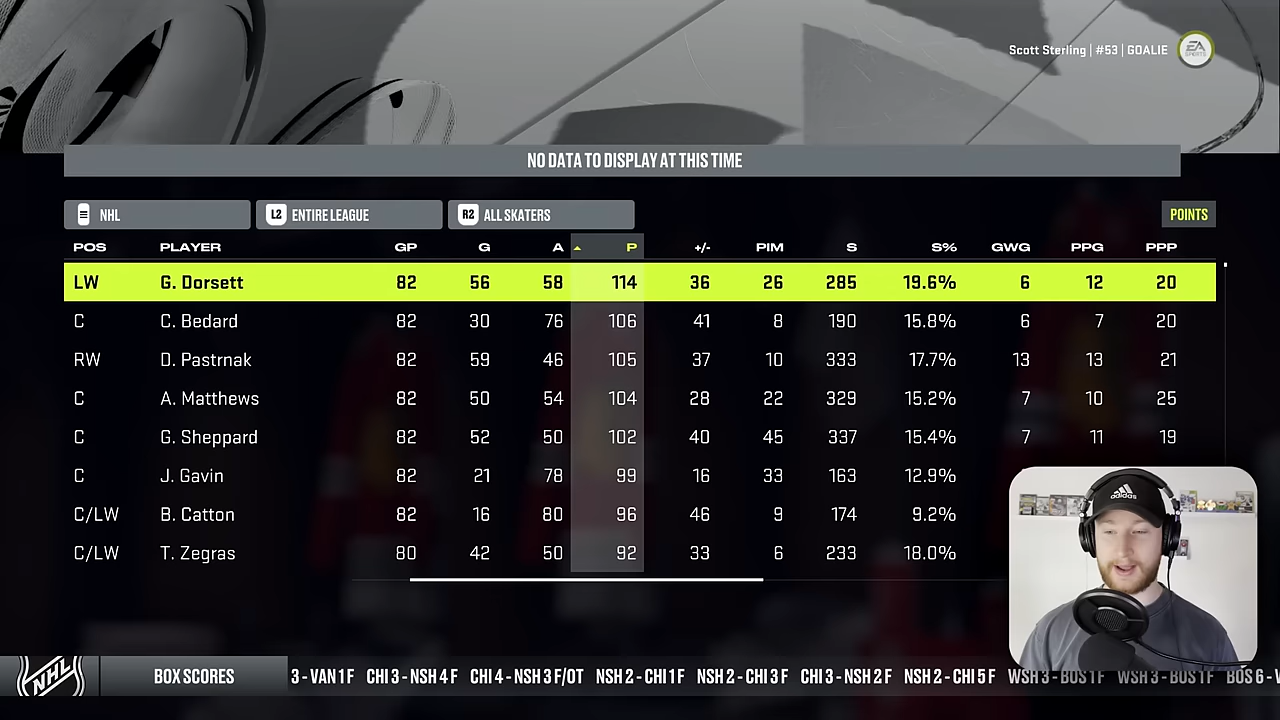 Scott Sterling | #53 | GOALIE
EA SPORTS
NO DATA TO DISPLAY AT THIS TIME
NHL L2 ENTIRE LEAGUE R2 ALL SKATERS POINTS
POS PLAYER GP G A P +/- PIM S S% GWG PPG PPP
LW G. Dorsett 82 56 58 114 36 26 285 19.6% 6 12 20
C C. Bedard 82 30 76 106 41 8 190 15.8% 6 7 20
RW D. Pastrnak 82 59 46 105 37 10 333 17.7% 13 13 21
C A. Matthews 82 50 54 104 28 22 329 15.2% 7 10 25
C G. Sheppard 82 52 50 102 40 45 337 15.4% 7 11 19
C J. Gavin 82 21 78 99 16 33 163 12.9%
C/LW B. Catton 82 16 80 96 46 9 174 9.2%
C/LW T. Zegras 80 42 50 92 33 6 233 18.0%
adidas
NHL BOX SCORES 3 - VAN 1 F CHI 3 - NSH 4 F CHI 4 - NSH 3 F/OT NSH 2 - CHI 1 F NSH 2 - CHI 3 F CHI 3 - NSH 2 F NSH 2 - CHI 5 F WSH 3 - BOS 1 F WSH 3 - BOS 1 F BOS 6 -